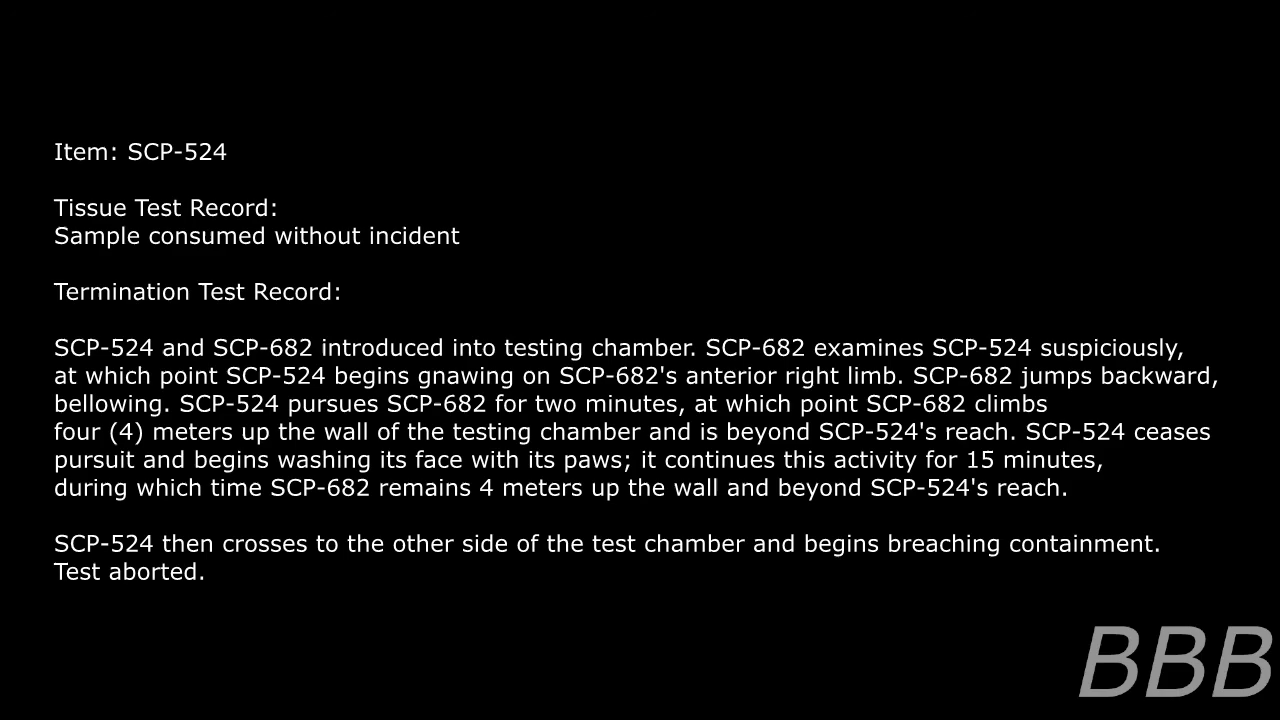 Item: SCP-524
Tissue Test Record:
Sample consumed without incident
Termination Test Record:
SCP-524 and SCP-682 introduced into testing chamber. SCP-682 examines SCP-524 suspiciously,
at which point SCP-524 begins gnawing on SCP-682's anterior right limb. SCP-682 jumps backward,
bellowing. SCP-524 pursues SCP-682 for two minutes, at which point SCP-682 climbs
four (4) meters up the wall of the testing chamber and is beyond SCP-524's reach. SCP-524 ceases
pursuit and begins washing its face with its paws; it continues this activity for 15 minutes,
during which time SCP-682 remains 4 meters up the wall and beyond SCP-524's reach.
SCP-524 then crosses to the other side of the test chamber and begins breaching containment.
Test aborted.
BBB